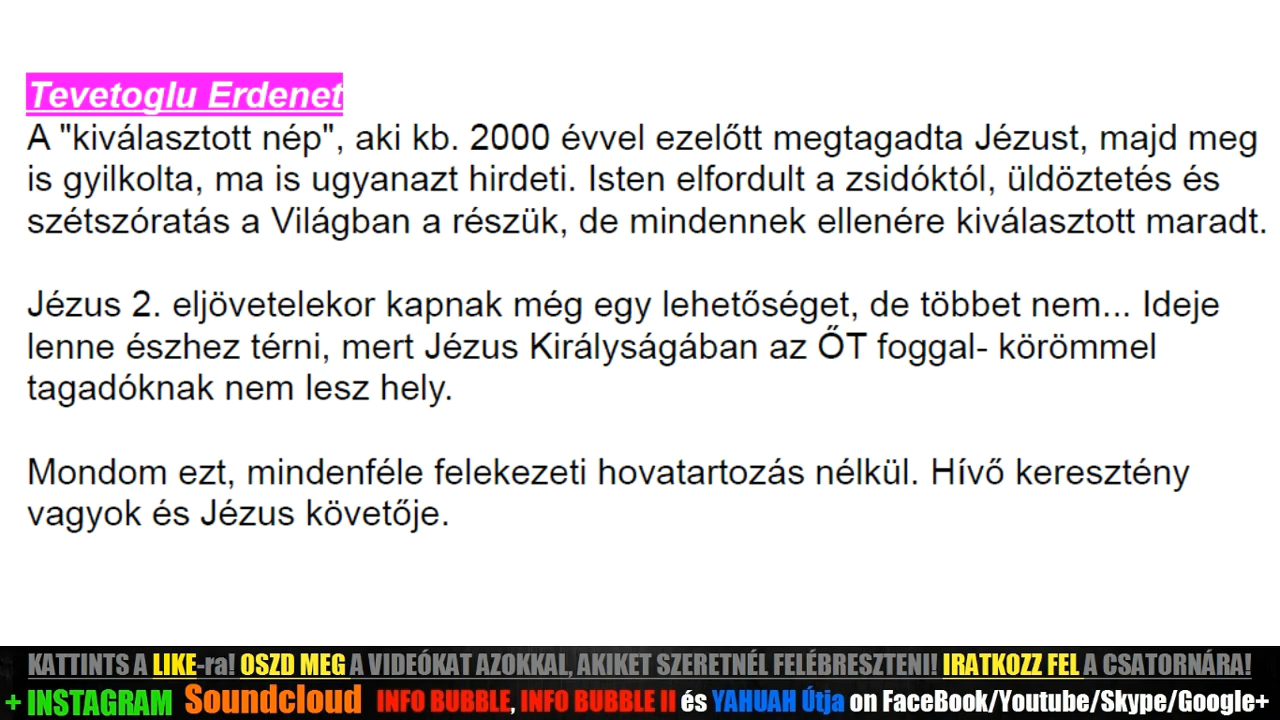 Tevetoglu Erdenet
A "kiválasztott nép", aki kb. 2000 évvel ezelőtt megtagadta Jézust, majd meg
is gyilkolta, ma is ugyanazt hirdeti. Isten elfordult a zsidóktól, üldöztetés és
szétszóratás a Világban a részük, de mindennek ellenére kiválasztott maradt.
Jézus 2. eljövetelekor kapnak még egy lehetőséget, de többet nem... Ideje
lenne észhez térni, mert Jézus Királyságában az ŐT foggal- körömmel
tagadóknak nem lesz hely.
Mondom ezt, mindenféle felekezeti hovatartozás nélkül. Hívő keresztény
vagyok és Jézus követője.
KATTINTS A LIKE-ra! OSZD MEG A VIDEÓKAT AZOKKAL, AKIKET SZERETNÉL FELÉBRESZTENI! IRATKOZZ FEL A CSATORNÁRA!
+ INSTAGRAM Soundcloud INFO BUBBLE, INFO BUBBLE II és YAHUAH Útja on FaceBook/Youtube/Skype/Google+